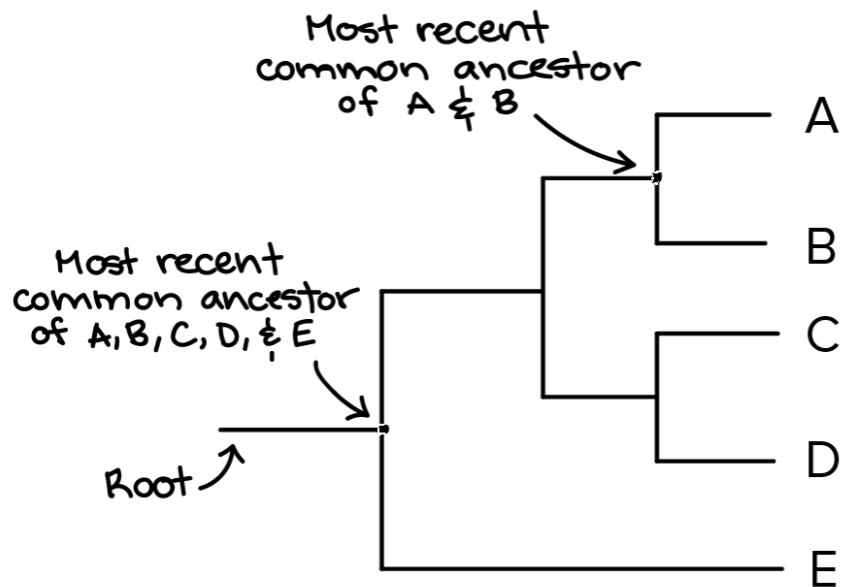 Most recent
common ancestor
of A & B
A
B
Most recent
common ancestor
of A, B, C, D, & E
C
D
Root
E